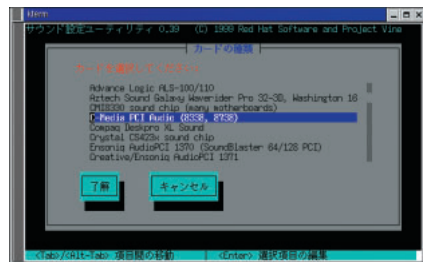 kterm
サウンド設定ユーティリティ 0.39 (C) 1999 Red Hat Software and Project Vine
カードの種類
カードを選択してください:
Advance Logic ALS-100/110
Aztech Sound Galaxy Waverider Pro 32-3D, Washington 16
CMI8330 sound chip (many motherboards)
C-Media PCI Audio (8338, 8738)
Compaq Deskpro XL Sound
Crystal CS423x sound chip
Ensoniq AudioPCI 1370 (SoundBlaster 64/128 PCI)
Creative/Ensoniq AudioPCI 1371
了解 キャンセル
<Tab>/<Alt-Tab> 項目間の移動 | <Enter> 選択項目の編集